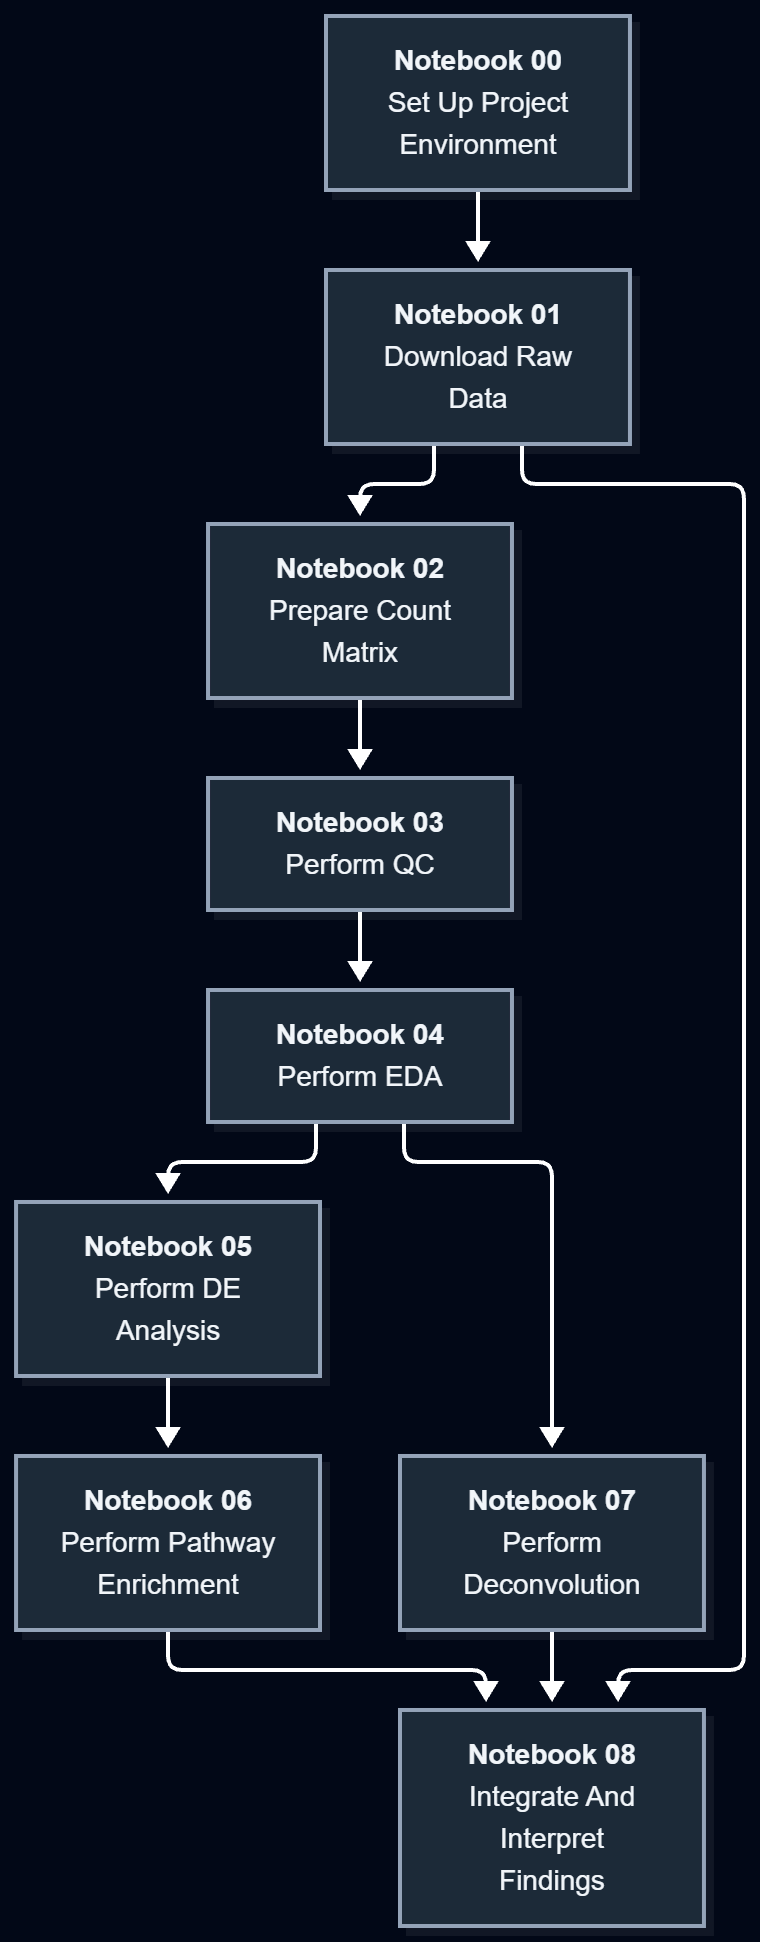 Notebook 00
Set Up Project
Environment
Notebook 01
Download Raw
Data
Notebook 02
Prepare Count
Matrix
Notebook 03
Perform QC
Notebook 04
Perform EDA
Notebook 05
Perform DE
Analysis
Notebook 06
Perform Pathway
Enrichment
Notebook 07
Perform
Deconvolution
Notebook 08
Integrate And
Interpret
Findings